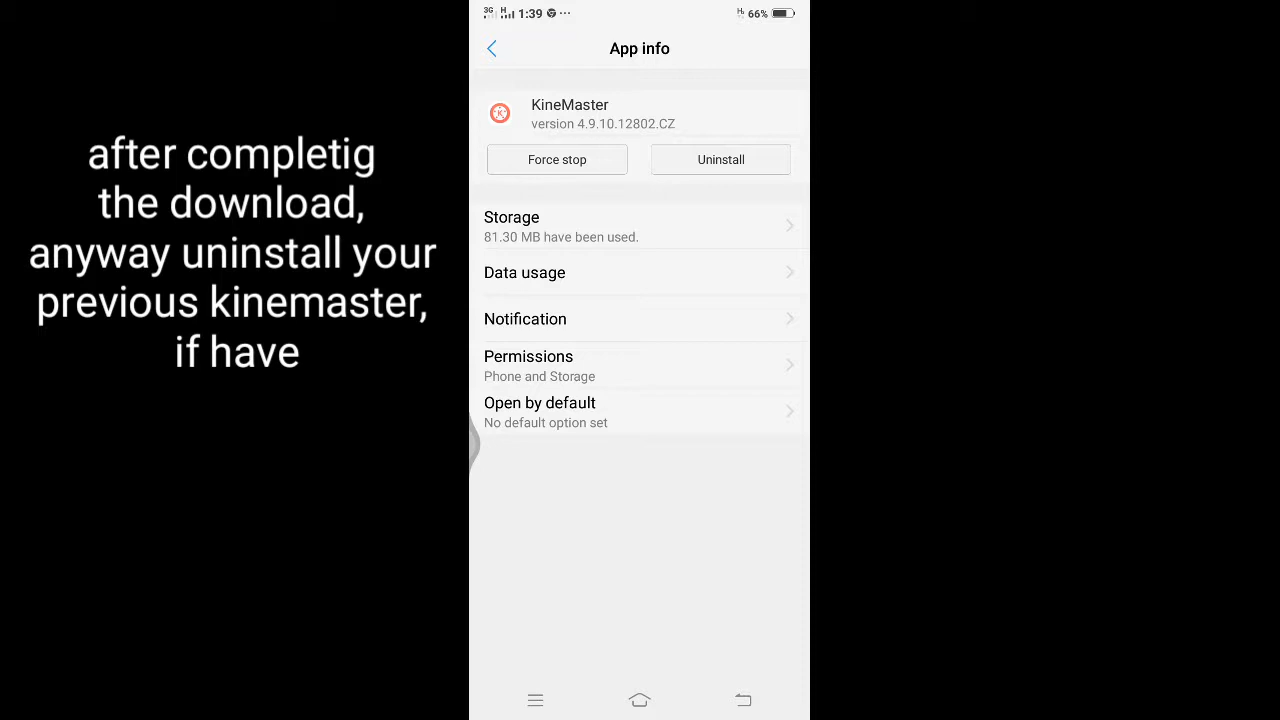 after completig
the download,
anyway uninstall your
previous kinemaster,
if have
3G H 1:39 ···
H 66%
App info
KineMaster
version 4.9.10.12802.CZ
Force stop
Uninstall
Storage
81.30 MB have been used.
Data usage
Notification
Permissions
Phone and Storage
Open by default
No default option set